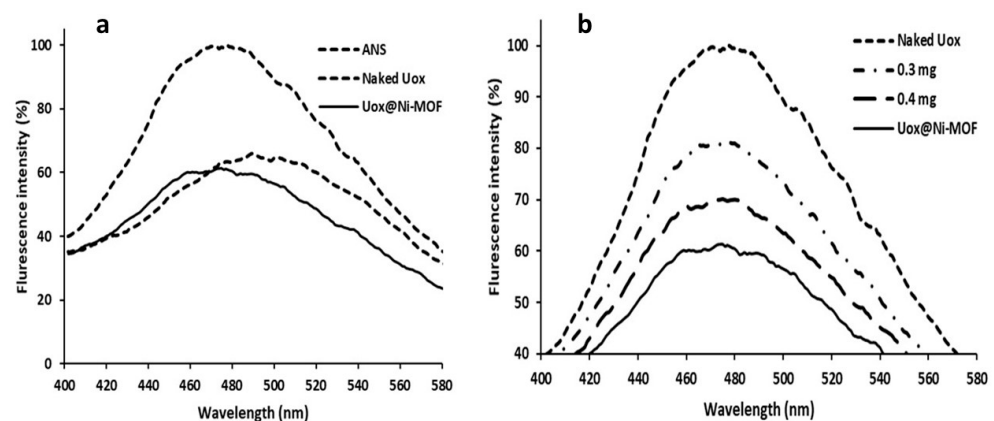 a
100
80
60
40
20
0
400 420 440 460 480 500 520 540 560 580
Flurescence intensity (%)
Wavelength (nm)
ANS
Naked Uox
Uox@Ni-MOF
b
100
90
80
70
60
50
40
400 420 440 460 480 500 520 540 560 580
Flurescence intensity (%)
Wavelength (nm)
Naked Uox
0.3 mg
0.4 mg
Uox@Ni-MOF